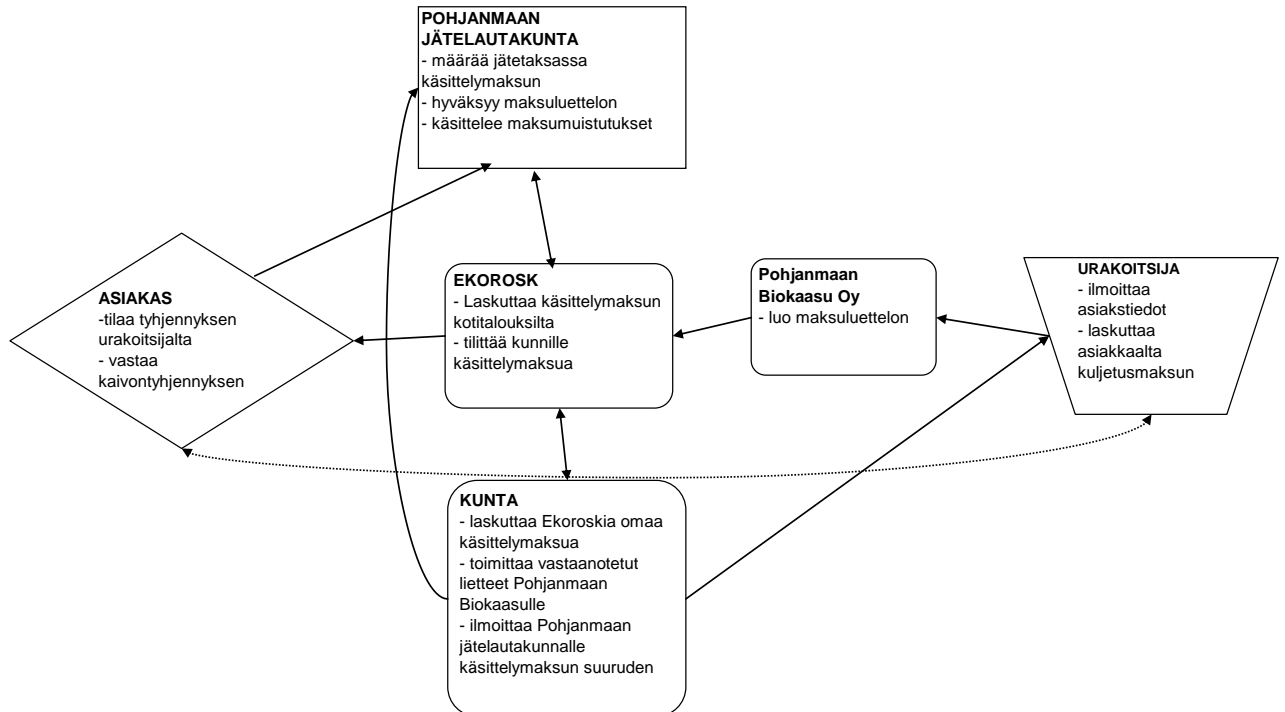 POHJANMAAN
JÄTELAUTAKUNTA
- määrää jätetaksassa
käsittelymaksun
- hyväksyy maksuluettelon
- käsittelee maksumuistutukset
ASIAKAS
-tilaa tyhjennyksen
urakoitsijalta
- vastaa
kaivontyhjennyksen
EKOROSK
- Laskuttaa käsittelymaksun
kotitalouksilta
- tilittää kunnille
käsittelymaksua
Pohjanmaan
Biokaasu Oy
- luo maksuluettelon
URAKOITSIJA
- ilmoittaa
asiakstiedot
- laskuttaa
asiakkaalta
kuljetusmaksun
KUNTA
- laskuttaa Ekoroskia omaa
käsittelymaksua
- toimittaa vastaanotetut
lietteet Pohjanmaan
Biokaasulle
- ilmoittaa Pohjanmaan
jätelautakunnalle
käsittelymaksun suuruden